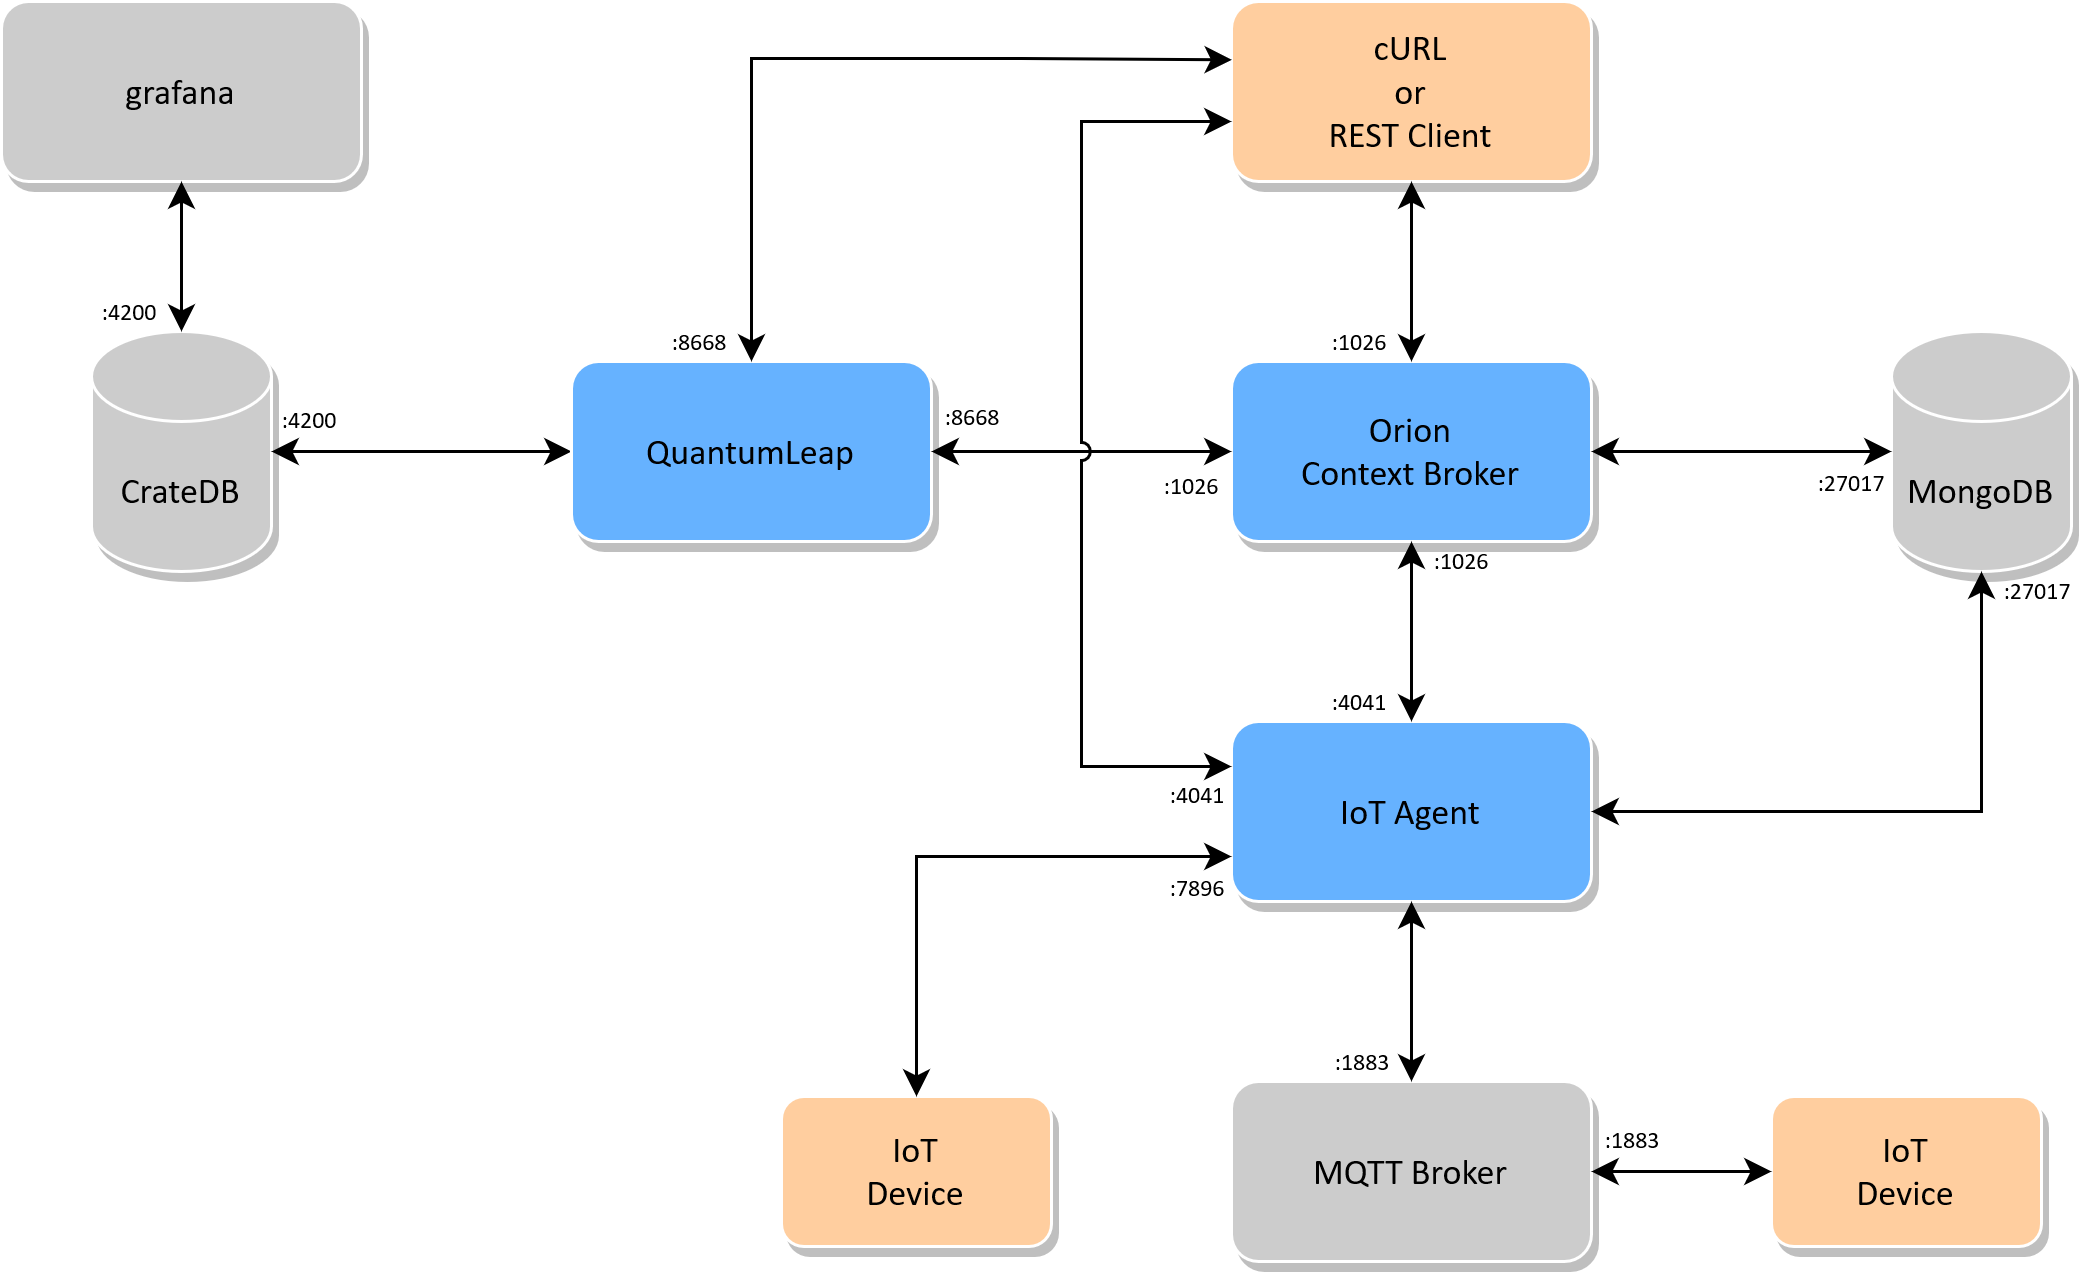 grafana
cURL
or
REST Client
:4200
:8668
:1026
:4200
:8668
QuantumLeap
Orion
Context Broker
:1026
:27017
CrateDB
MongoDB
:1026
:27017
:4041
:4041
IoT Agent
:7896
:1883
:1883
IoT
Device
MQTT Broker
IoT
Device